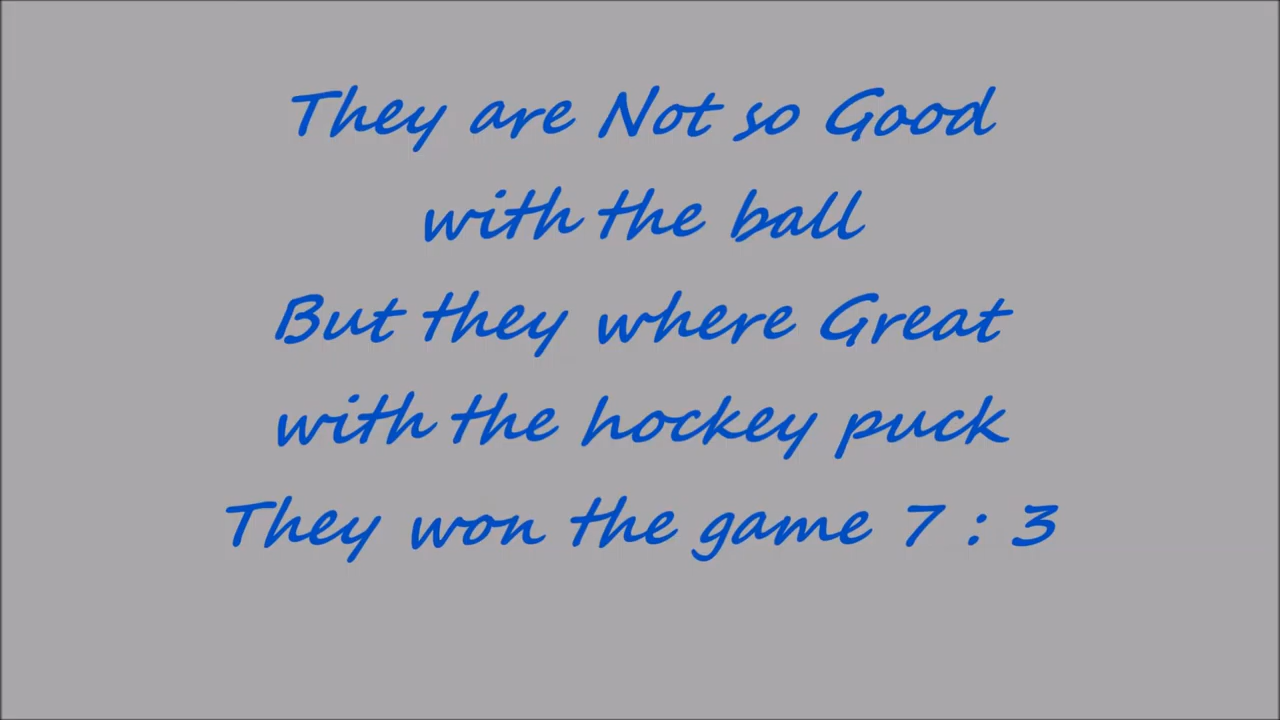 They are Not so Good
with the ball
But they where Great
with the hockey puck
They won the game 7 : 3